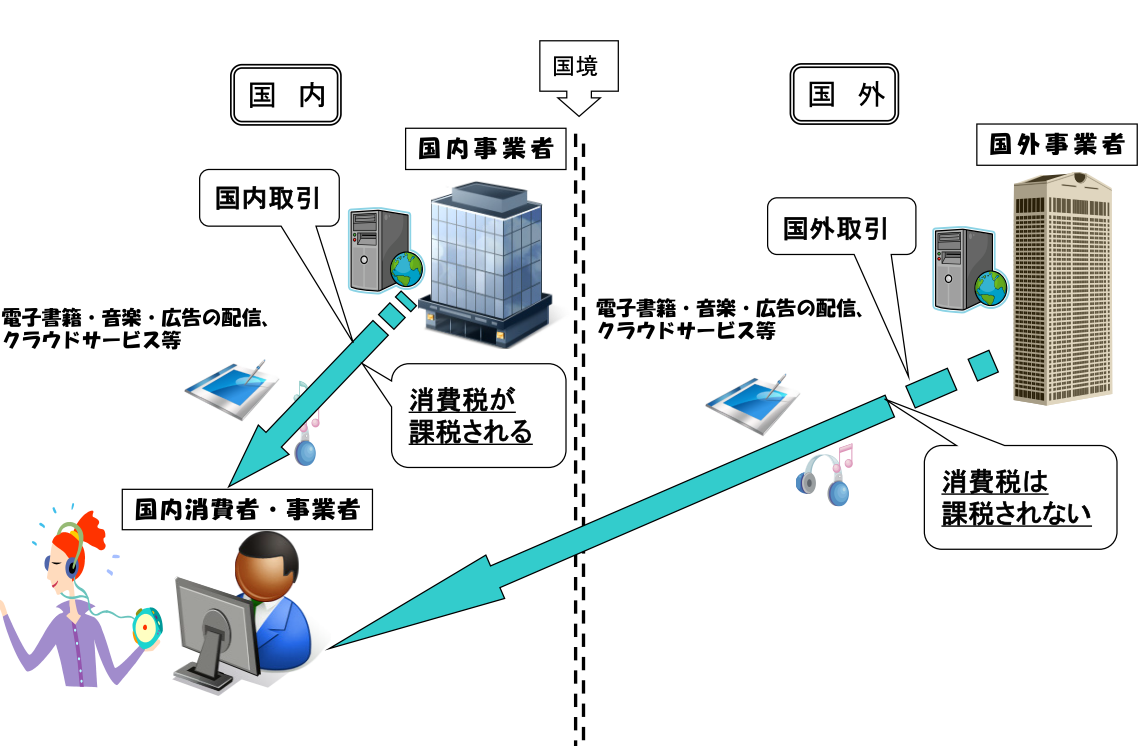 国境
国　内
国　外
国内事業者
国外事業者
国内取引
国外取引
電子書籍・音楽・広告の配信、
クラウドサービス等
電子書籍・音楽・広告の配信、
クラウドサービス等
消費税が
課税される
消費税は
課税されない
国内消費者・事業者